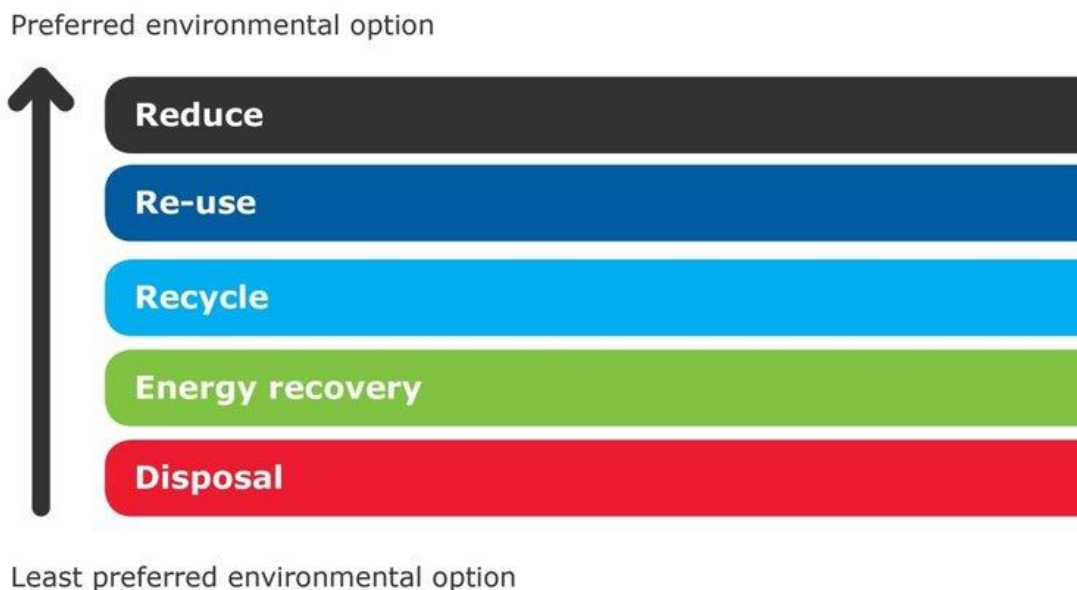 Preferred environmental option
Reduce
Re-use
Recycle
Energy recovery
Disposal
Least preferred environmental option